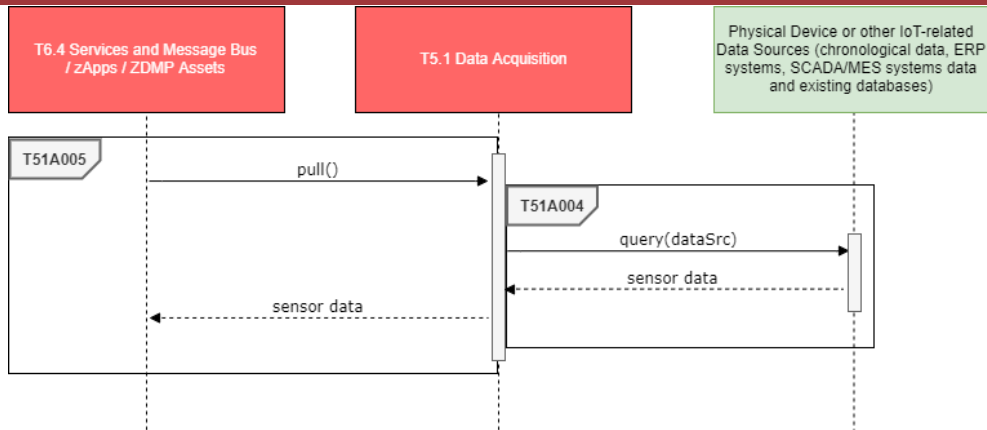 T6.4 Services and Message Bus
/ zApps / ZDMP Assets
T5.1 Data Acquisition
Physical Device or other IoT-related
Data Sources (chronological data, ERP
systems, SCADA/MES systems data
and existing databases)
T51A005
pull()
T51A004
query(dataSrc)
sensor data
sensor data